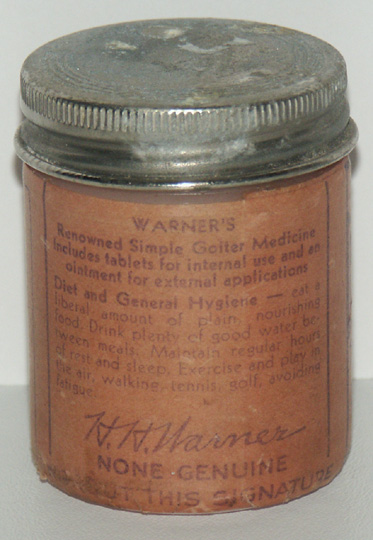 WARNER'S
Renowned Simple Goiter Medicine
Includes tablets for internal use and an
ointment for external applications
Diet and General Hygiene — eat a
liberal amount of plain, nourishing
food. Drink plenty of good water be-
tween meals. Maintain regular hours
of rest and sleep. Exercise and play in
the air, walking, tennis, golf, avoiding
fatigue.
H.H. Warner
NONE GENUINE
OUT THIS SIGNATURE